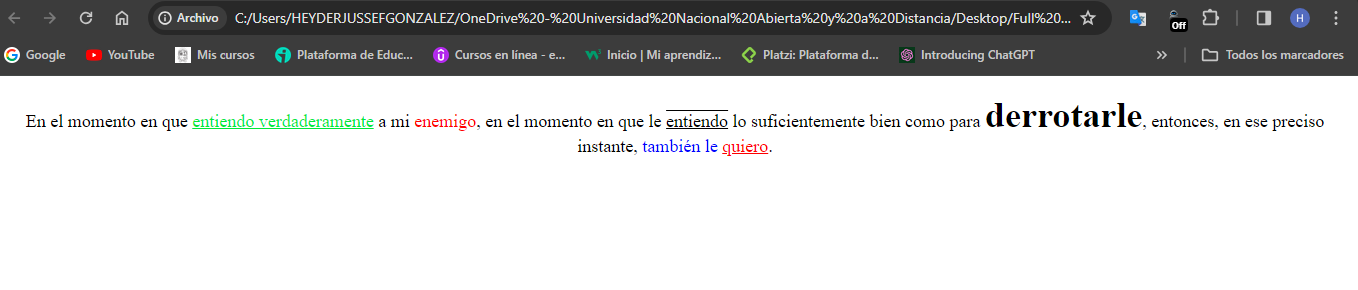 Archivo C:/Users/HEYDERJUSSEFGONZALEZ/OneDrive%20-%20Universidad%20Nacional%20Abierta%20y%20a%20Distancia/Desktop/Full%20... Off H
Google YouTube Mis cursos Plataforma de Educ... Cursos en línea - e... Inicio | Mi aprendiz... Platzi: Plataforma d... Introducing ChatGPT » Todos los marcadores
En el momento en que entiendo verdaderamente a mi enemigo, en el momento en que le entiendo lo suficientemente bien como para derrotarle, entonces, en ese preciso
instante, también le quiero.